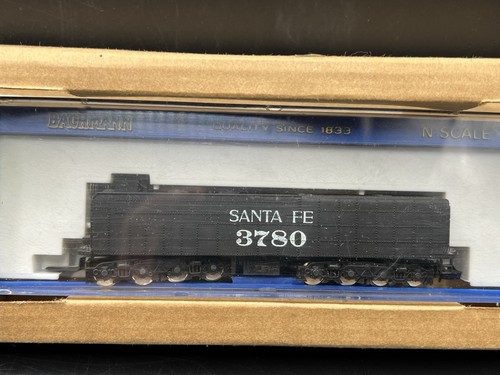 BACHMANN QUALITY SINCE 1833 N SCALE
SANTA FE
3780